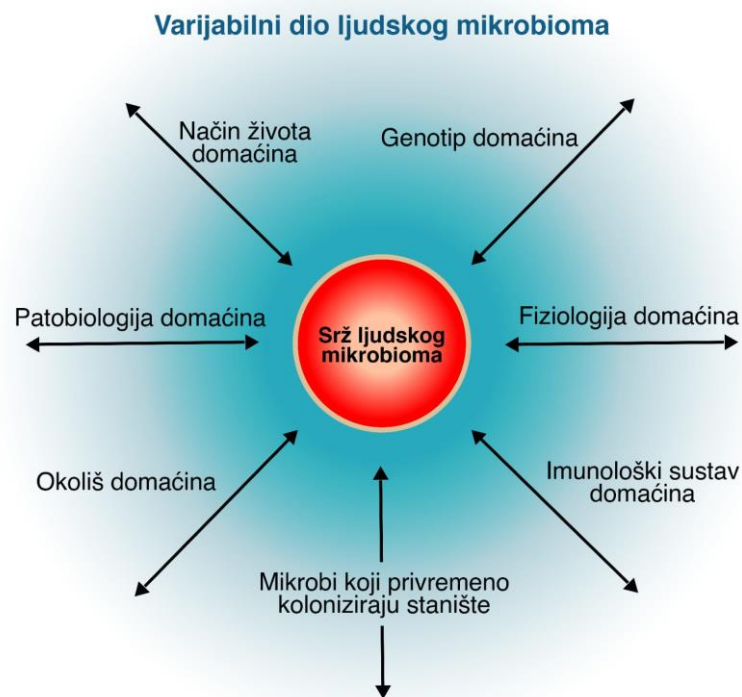 Varijabilni dio ljudskog mikrobioma
Način života
domaćina
Genotip domaćina
Patobiologija domaćina
Srž ljudskog
mikrobioma
Fiziologija domaćina
Okoliš domaćina
Imunološki sustav
domaćina
Mikrobi koji privremeno
koloniziraju stanište